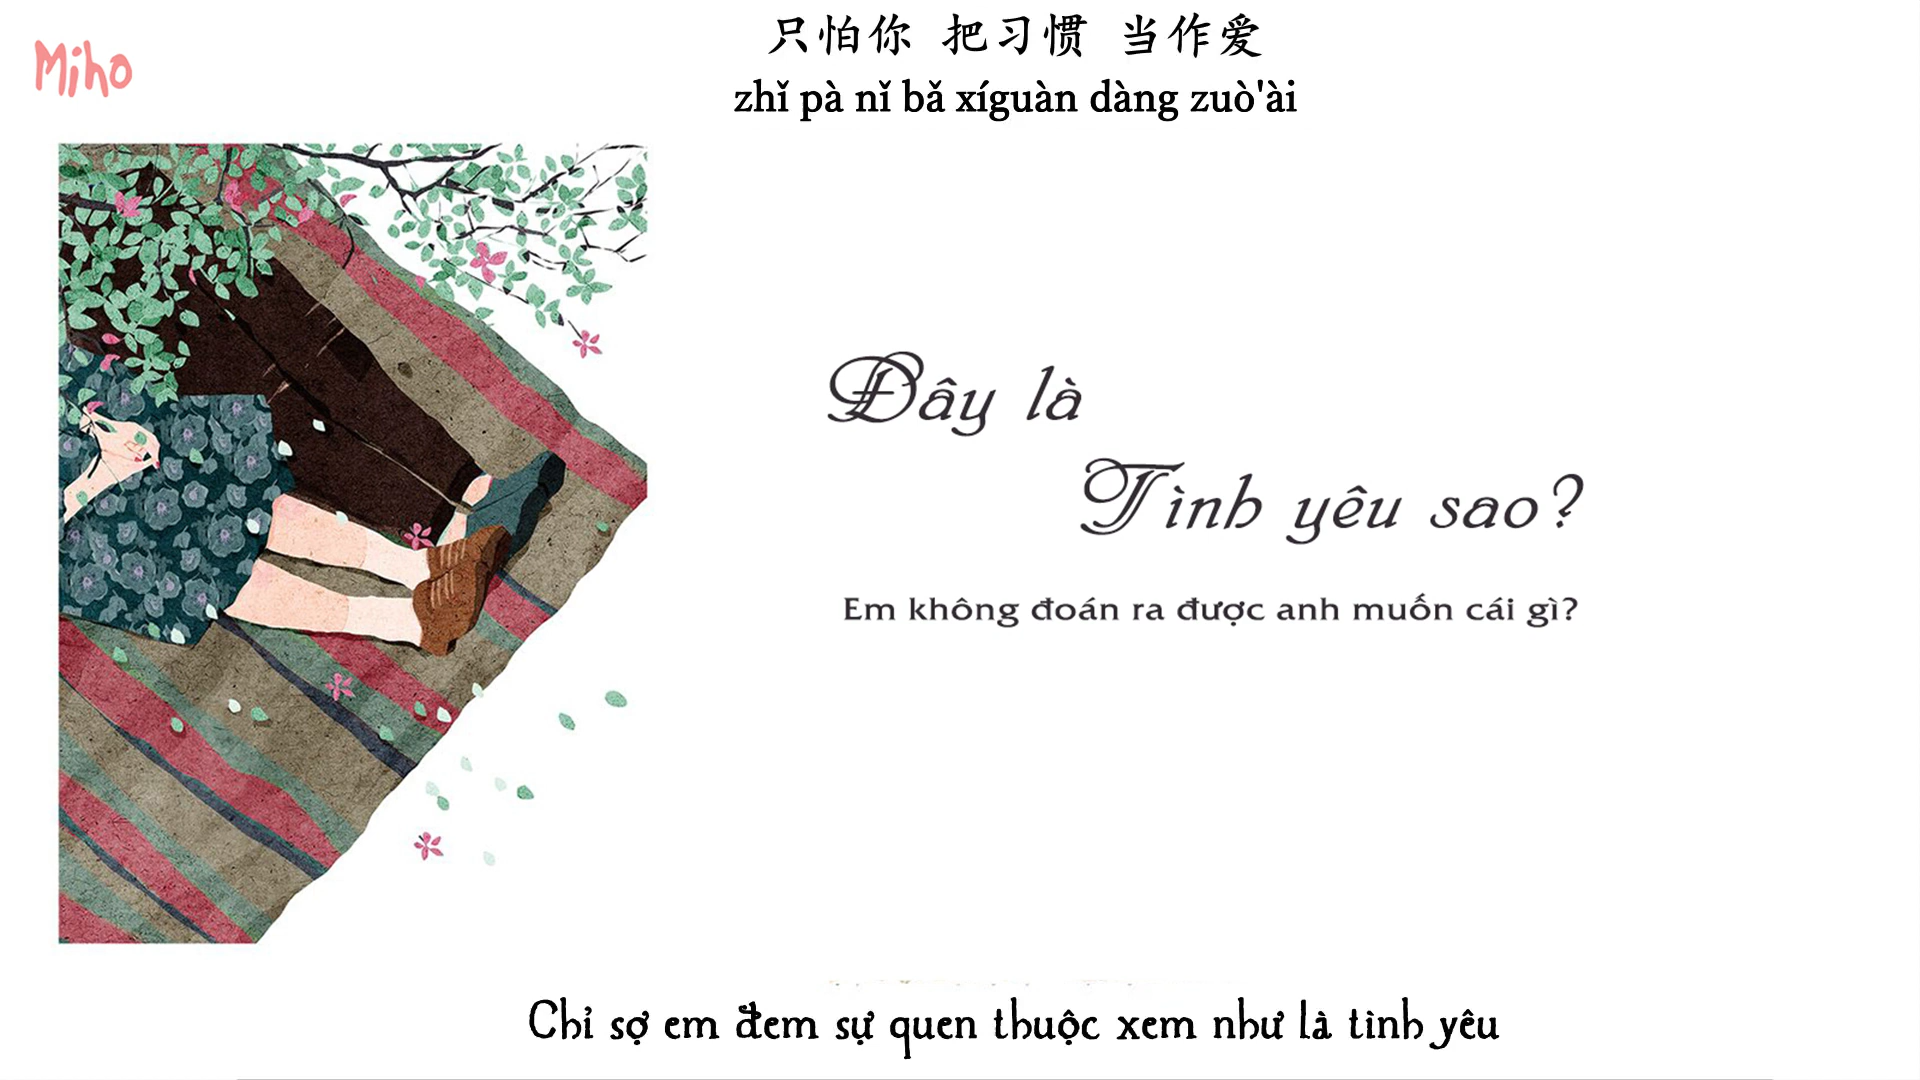 Miho
只怕你 把习惯 当作爱
zhǐ pà nǐ bǎ xíguàn dàng zuò'ài
Đây là
Tình yêu sao?
Em không đoán ra được anh muốn cái gì?
Chỉ sợ em đem sự quen thuộc xem như là tình yêu